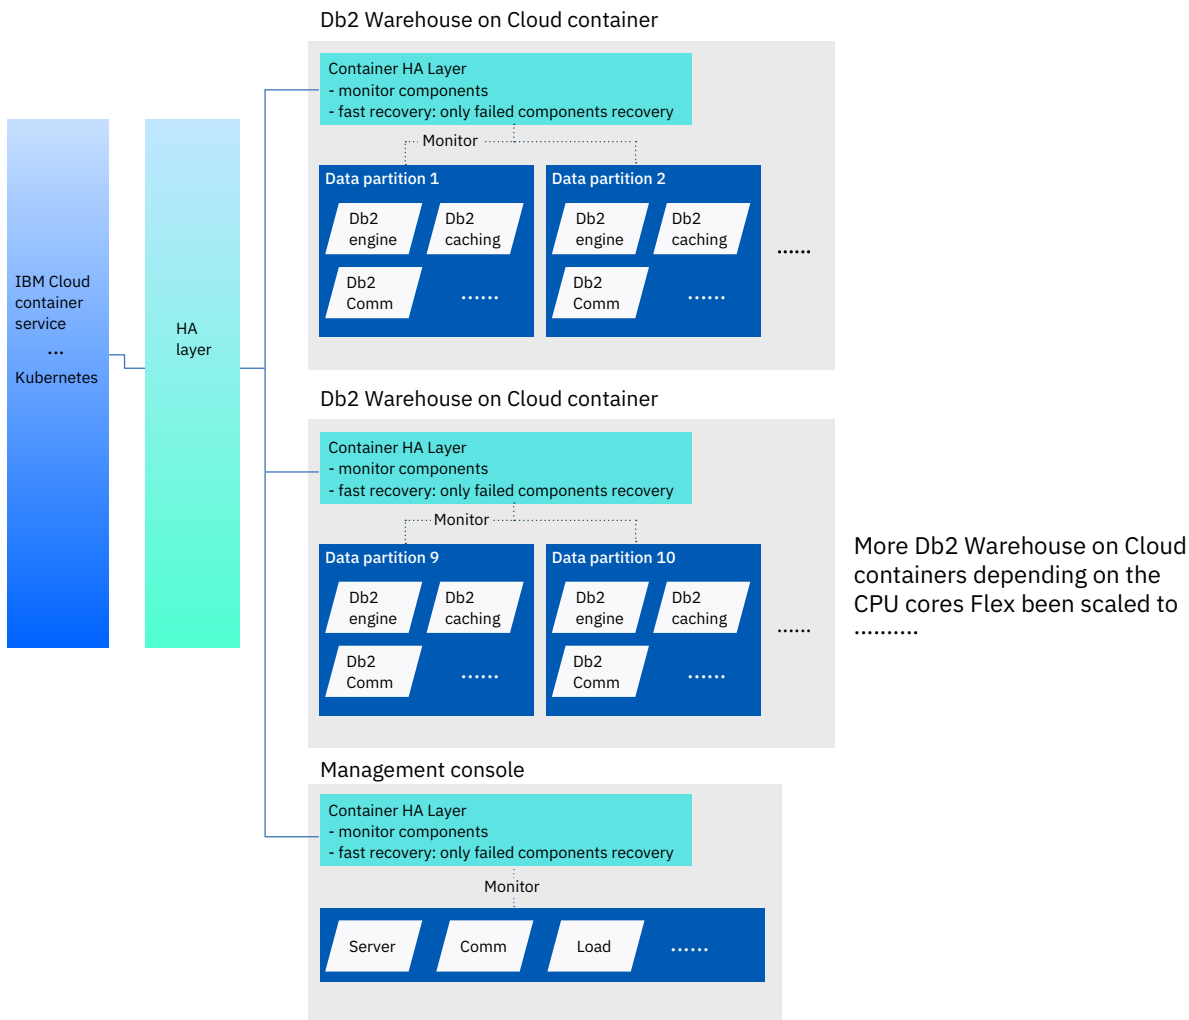 IBM Cloud
container
service
...
Kubernetes
HA
layer
Db2 Warehouse on Cloud container
Container HA Layer
- monitor components
- fast recovery: only failed components recovery
Monitor
Data partition 1
Db2
engine
Db2
caching
Db2
Comm
......
Data partition 2
Db2
engine
Db2
caching
Db2
Comm
......
......
Db2 Warehouse on Cloud container
Container HA Layer
- monitor components
- fast recovery: only failed components recovery
Monitor
Data partition 9
Db2
engine
Db2
caching
Db2
Comm
......
Data partition 10
Db2
engine
Db2
caching
Db2
Comm
......
......
More Db2 Warehouse on Cloud
containers depending on the
CPU cores Flex been scaled to
..........
Management console
Container HA Layer
- monitor components
- fast recovery: only failed components recovery
Monitor
Server
Comm
Load
......